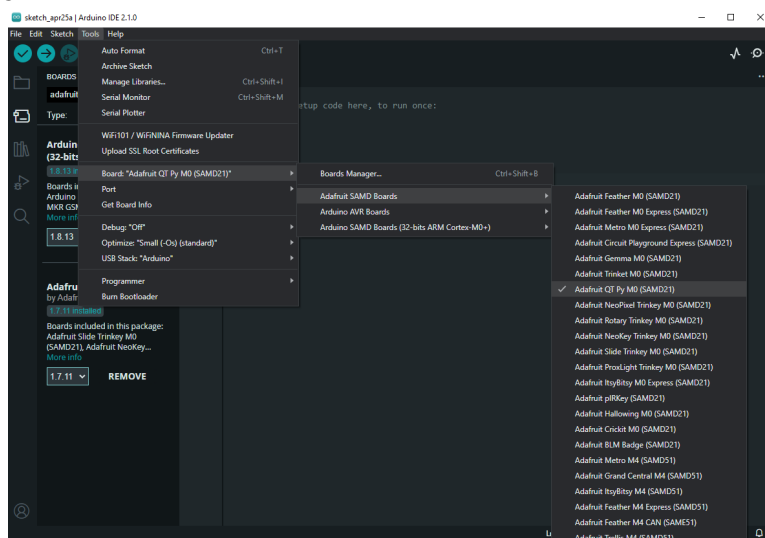 sketch_apr25a | Arduino IDE 2.1.0
File Edit Sketch Tools Help
BOARDS
adafruit
Type:
Arduin
(32-bits
1.8.13 in
Boards in
Arduino
MKR GSM
More info
1.8.13
Adafru
by Adafr
1.7.11 installed
Boards included in this package:
Adafruit Slide Trinkey M0
(SAMD21), Adafruit NeoKey...
More info
1.7.11 REMOVE
etup code here, to run once:
Auto Format Ctrl+T
Archive Sketch
Manage Libraries... Ctrl+Shift+I
Serial Monitor Ctrl+Shift+M
Serial Plotter
WiFi101 / WiFiNINA Firmware Updater
Upload SSL Root Certificates
Board: "Adafruit QT Py M0 (SAMD21)"
Port
Get Board Info
Debug: "Off"
Optimize: "Small (-Os) (standard)"
USB Stack: "Arduino"
Programmer
Burn Bootloader
Boards Manager... Ctrl+Shift+B
Adafruit SAMD Boards
Arduino AVR Boards
Arduino SAMD Boards (32-bits ARM Cortex-M0+)
Adafruit Feather M0 (SAMD21)
Adafruit Feather M0 Express (SAMD21)
Adafruit Metro M0 Express (SAMD21)
Adafruit Circuit Playground Express (SAMD21)
Adafruit Gemma M0 (SAMD21)
Adafruit Trinket M0 (SAMD21)
Adafruit QT Py M0 (SAMD21)
Adafruit NeoPixel Trinkey M0 (SAMD21)
Adafruit Rotary Trinkey M0 (SAMD21)
Adafruit NeoKey Trinkey M0 (SAMD21)
Adafruit Slide Trinkey M0 (SAMD21)
Adafruit ProxLight Trinkey M0 (SAMD21)
Adafruit ItsyBitsy M0 Express (SAMD21)
Adafruit pIRKey (SAMD21)
Adafruit Hallowing M0 (SAMD21)
Adafruit Crickit M0 (SAMD21)
Adafruit BLM Badge (SAMD21)
Adafruit Metro M4 (SAMD51)
Adafruit Grand Central M4 (SAMD51)
Adafruit ItsyBitsy M4 (SAMD51)
Adafruit Feather M4 Express (SAMD51)
Adafruit Feather M4 CAN (SAME51)
Adafruit Trellis M4 (SAMD51)